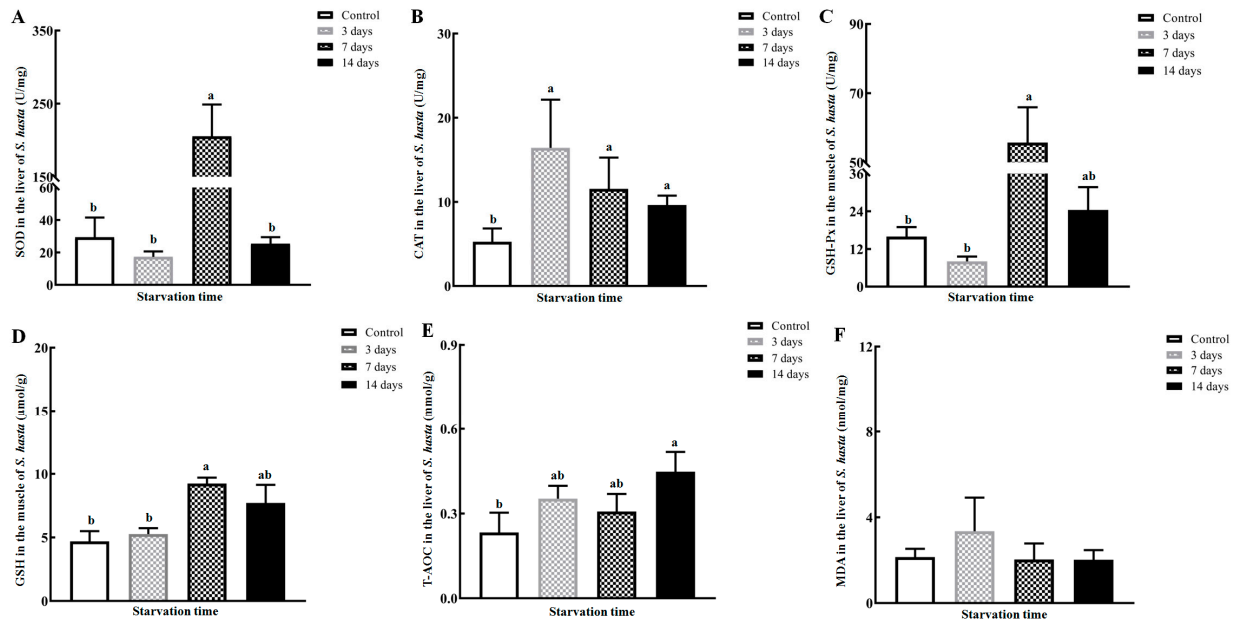 A
SOD in the liver of S. hasta (U/mg)
350
250
150
60
40
20
0
b
b
a
b
Starvation time
Control
3 days
7 days
14 days
B
CAT in the liver of S. hasta (U/mg)
30
20
10
0
b
a
a
a
Starvation time
Control
3 days
7 days
14 days
C
GSH-Px in the muscle of S. hasta (U/mg)
90
70
50
36
24
12
0
b
b
a
ab
Starvation time
Control
3 days
7 days
14 days
D
GSH in the muscle of S. hasta (μmol/g)
20
15
10
5
0
b
b
a
ab
Starvation time
Control
3 days
7 days
14 days
E
T-AOC in the liver of S. hasta (mmol/g)
0.9
0.6
0.3
0.0
b
ab
ab
a
Starvation time
Control
3 days
7 days
14 days
F
MDA in the liver of S. hasta (nmol/mg)
12
8
4
0
Starvation time
Control
3 days
7 days
14 days